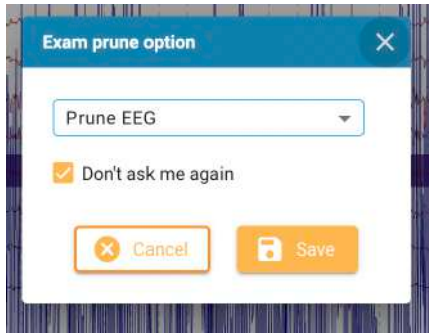 Exam prune option
Prune EEG
Don't ask me again
Cancel
Save